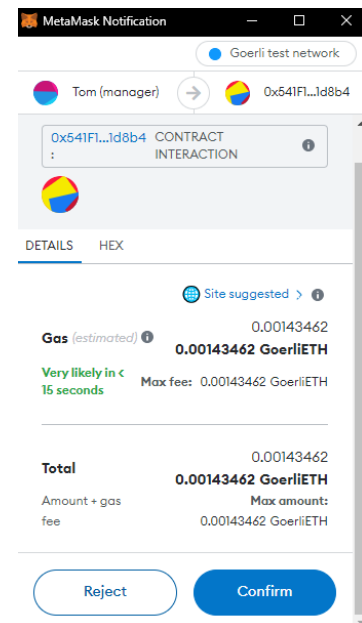 MetaMask Notification
Goerli test network
Tom (manager) 0x541F1...1d8b4
0x541F1...1d8b4 CONTRACT
: INTERACTION
DETAILS HEX
Site suggested >
0.00143462
Gas (estimated) 0.00143462 GoerliETH
Very likely in < 15 seconds Max fee: 0.00143462 GoerliETH
0.00143462
Total 0.00143462 GoerliETH
Amount + gas Max amount:
fee 0.00143462 GoerliETH
Reject Confirm